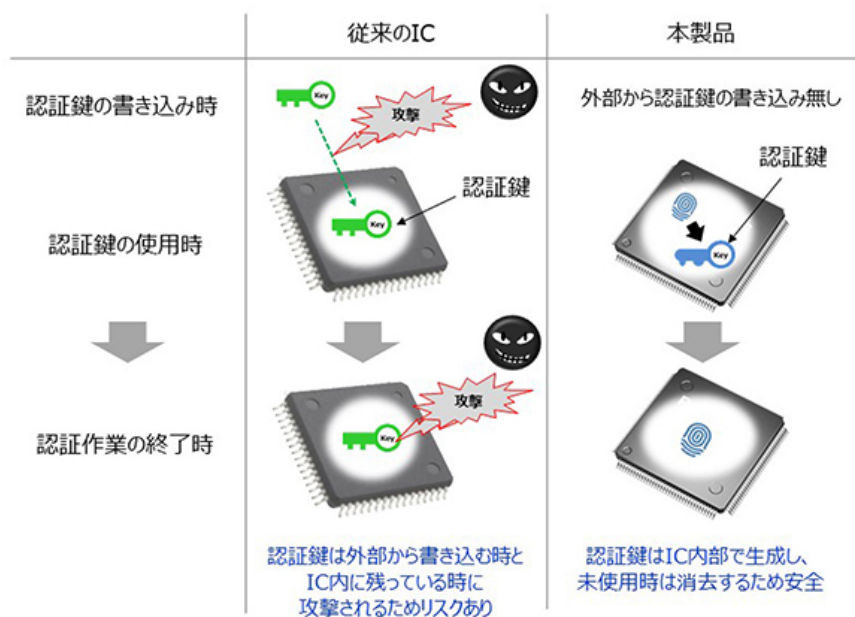 従来のIC
本製品
認証鍵の書き込み時
Key
攻撃
外部から認証鍵の書き込み無し
認証鍵の使用時
認証鍵
Key
認証鍵
Key
認証作業の終了時
攻撃
Key
認証鍵は外部から書き込む時と
IC内に残っている時に
攻撃されるためリスクあり
認証鍵はIC内部で生成し、
未使用時は消去するため安全